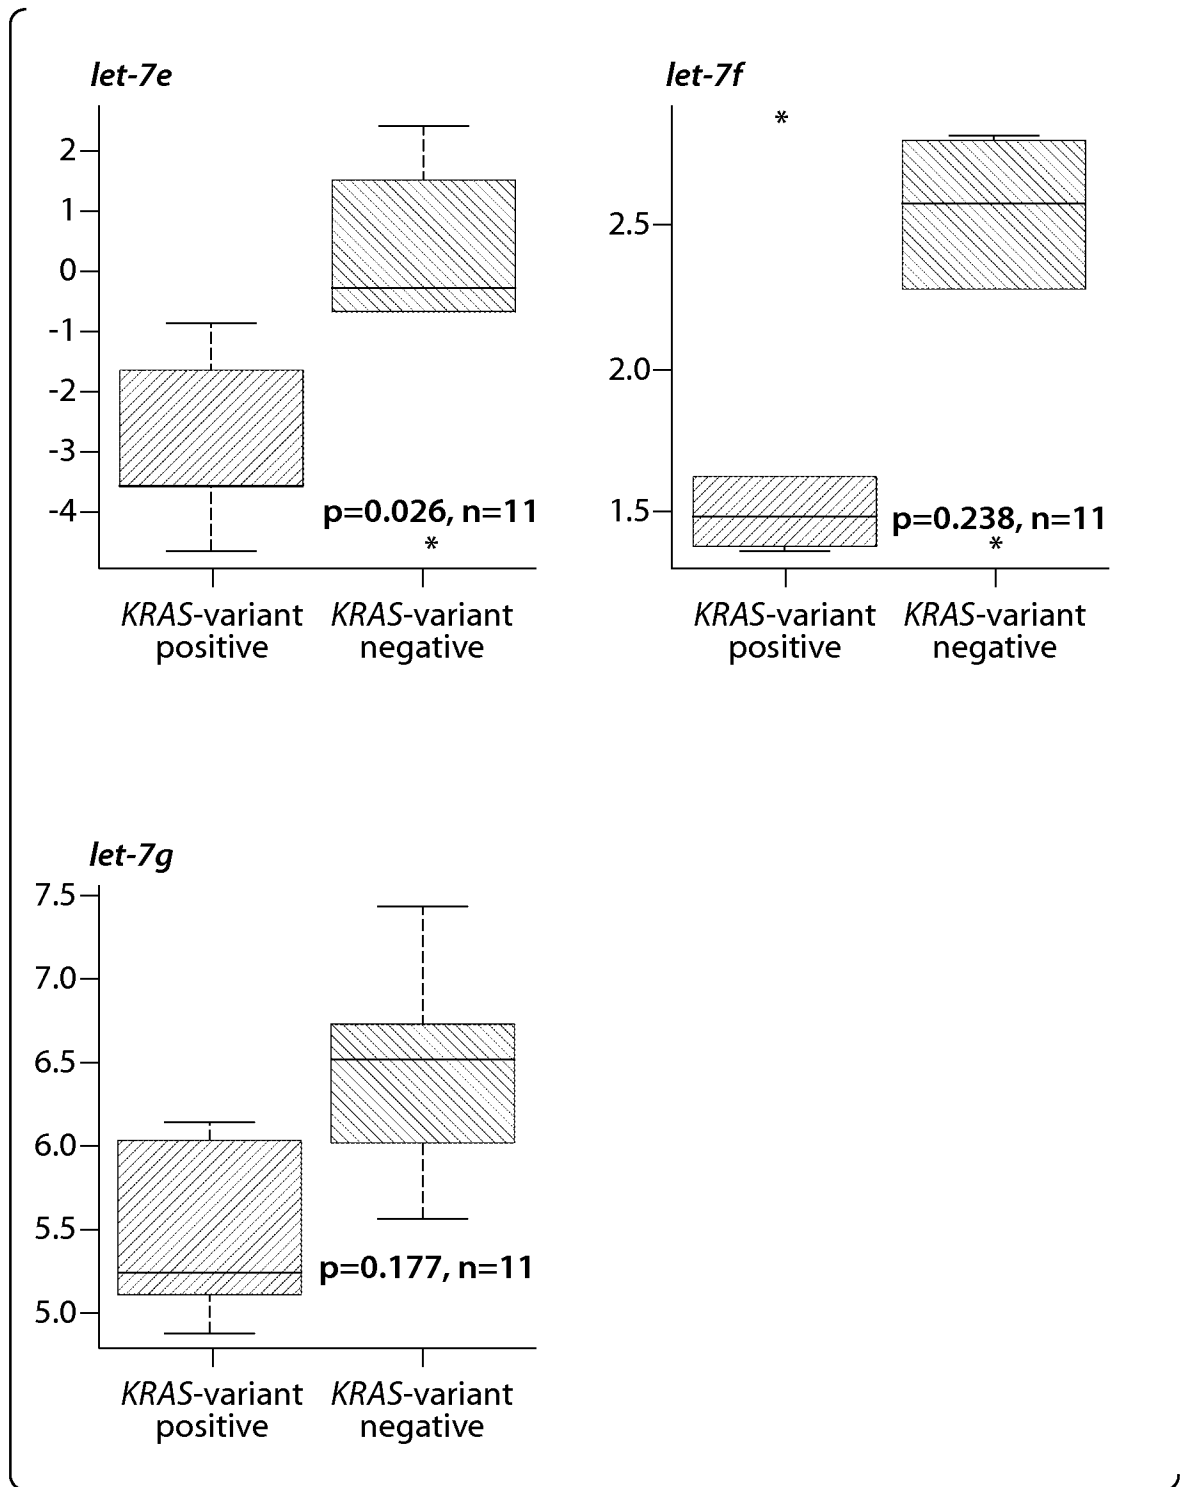 let-7e
2
1
0
-1
-2
-3
-4
p=0.026, n=11
*
KRAS-variant
positive
KRAS-variant
negative
let-7f
*
2.5
2.0
1.5
p=0.238, n=11
*
KRAS-variant
positive
KRAS-variant
negative
let-7g
7.5
7.0
6.5
6.0
5.5
5.0
p=0.177, n=11
KRAS-variant
positive
KRAS-variant
negative